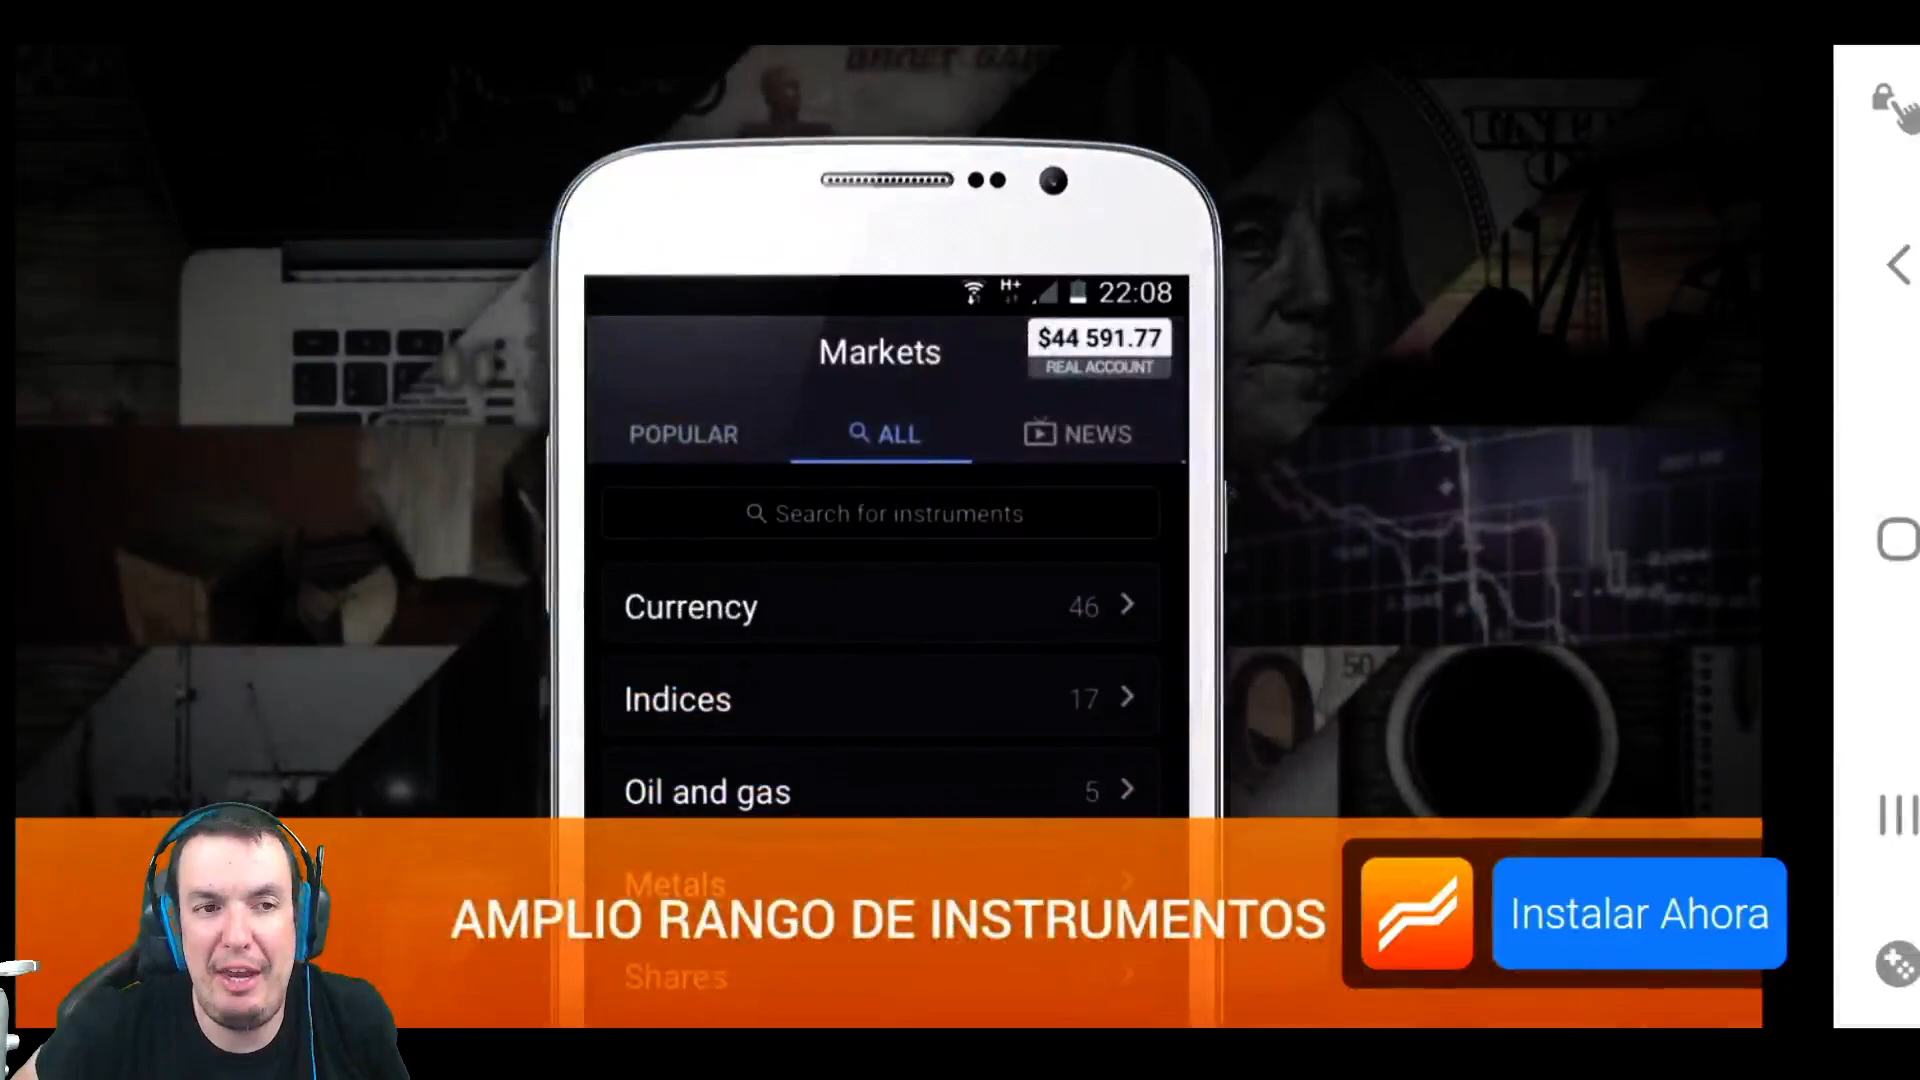 H+ 22:08
Markets
$44 591.77
REAL ACCOUNT
POPULAR
ALL
NEWS
Search for instruments
Currency 46
Indices 17
Oil and gas 5
Metals
AMPLIO RANGO DE INSTRUMENTOS
Instalar Ahora
Shares
50